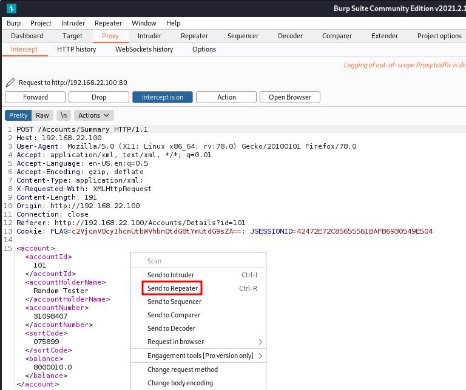 Burp Suite Community Edition v2021.2.1
Burp Project Intruder Repeater Window Help
Dashboard Target Proxy Intruder Repeater Sequencer Decoder Comparer Extender Project options
Intercept HTTP history WebSockets history Options
Logging of out-of-scope Proxy traffic is di
Request to http://192.168.22.100:80
Forward Drop Intercept is on Action Open Browser
Pretty Raw \n Actions
1 POST /Accounts/Summary HTTP/1.1
2 Host: 192.168.22.100
3 User-Agent: Mozilla/5.0 (X11; Linux x86_64; rv:78.0) Gecko/20100101 Firefox/78.0
4 Accept: application/xml, text/xml, */*; q=0.01
5 Accept-Language: en-US,en;q=0.5
6 Accept-Encoding: gzip, deflate
7 Content-Type: application/xml;
8 X-Requested-With: XMLHttpRequest
9 Content-Length: 191
10 Origin: http://192.168.22.100
11 Connection: close
12 Referer: http://192.168.22.100/Accounts/Details?id=101
13 Cookie: FLAG= JSESSIONID=
14
15 <account>
<accountId>
101
</accountId>
<accountHolderName>
Random Tester
</accountHolderName>
<accountNumber>
31098407
</accountNumber>
<sortCode>
075899
</sortCode>
<balance>
8000010.0
</balance>
</account>
Scan
Send to Intruder Ctrl-I
Send to Repeater Ctrl-R
Send to Sequencer
Send to Comparer
Send to Decoder
Request in browser >
Engagement tools [Pro version only] >
Change request method
Change body encoding